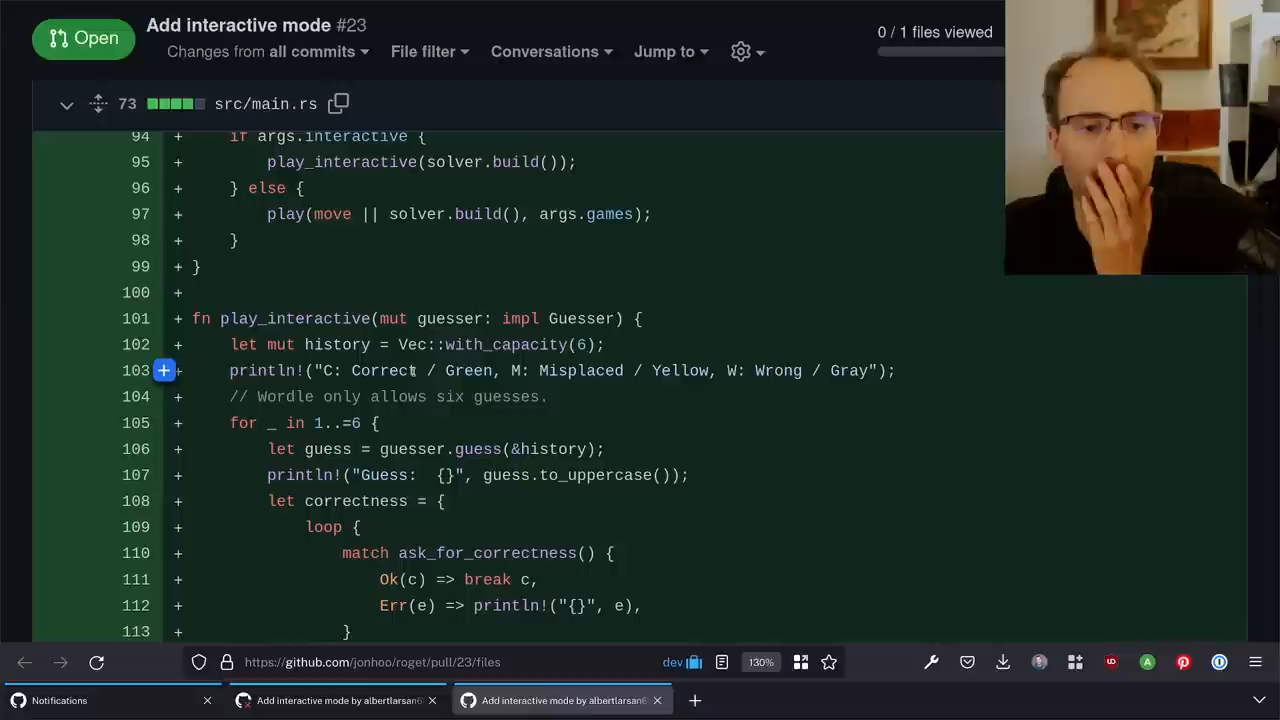 Open
Add interactive mode #23
Changes from all commits
File filter
Conversations
Jump to
0 / 1 files viewed
73 src/main.rs
94 + if args.interactive {
95 + play_interactive(solver.build());
96 + } else {
97 + play(move || solver.build(), args.games);
98 + }
99 + }
100 +
101 + fn play_interactive(mut guesser: impl Guesser) {
102 + let mut history = Vec::with_capacity(6);
103 + println!("C: Correct / Green, M: Misplaced / Yellow, W: Wrong / Gray");
104 + // Wordle only allows six guesses.
105 + for _ in 1..=6 {
106 + let guess = guesser.guess(&history);
107 + println!("Guess:  {}", guess.to_uppercase());
108 + let correctness = {
109 + loop {
110 + match ask_for_correctness() {
111 + Ok(c) => break c,
112 + Err(e) => println!("{}", e),
113 + }
https://github.com/jonhoo/roget/pull/23/files
dev
130%
Notifications
Add interactive mode by albertlarsan
Add interactive mode by albertlarsan